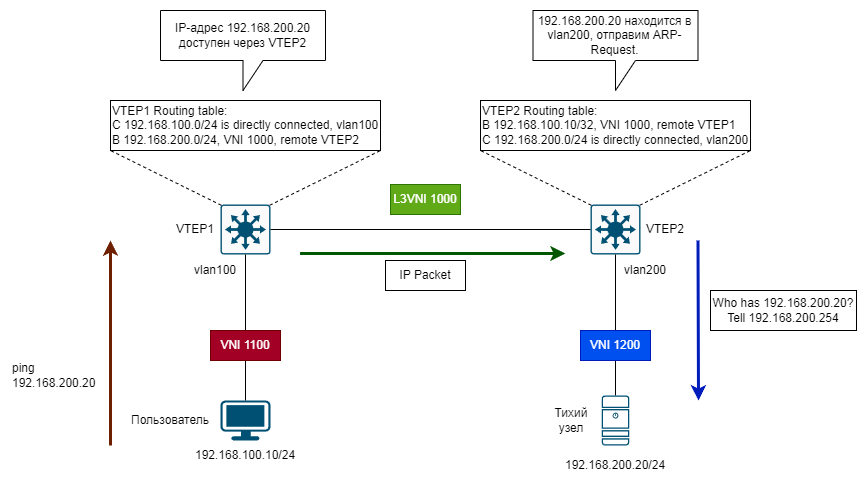 IP-адрес 192.168.200.20
доступен через VTEP2
192.168.200.20 находится в
vlan200, отправим ARP-
Request.
VTEP1 Routing table:
C 192.168.100.0/24 is directly connected, vlan100
B 192.168.200.0/24, VNI 1000, remote VTEP2
VTEP2 Routing table:
B 192.168.100.10/32, VNI 1000, remote VTEP1
C 192.168.200.0/24 is directly connected, vlan200
L3VNI 1000
VTEP1
VTEP2
vlan100
IP Packet
vlan200
Who has 192.168.200.20?
Tell 192.168.200.254
VNI 1100
VNI 1200
ping
192.168.200.20
Пользователь
Тихий
узел
192.168.100.10/24
192.168.200.20/24